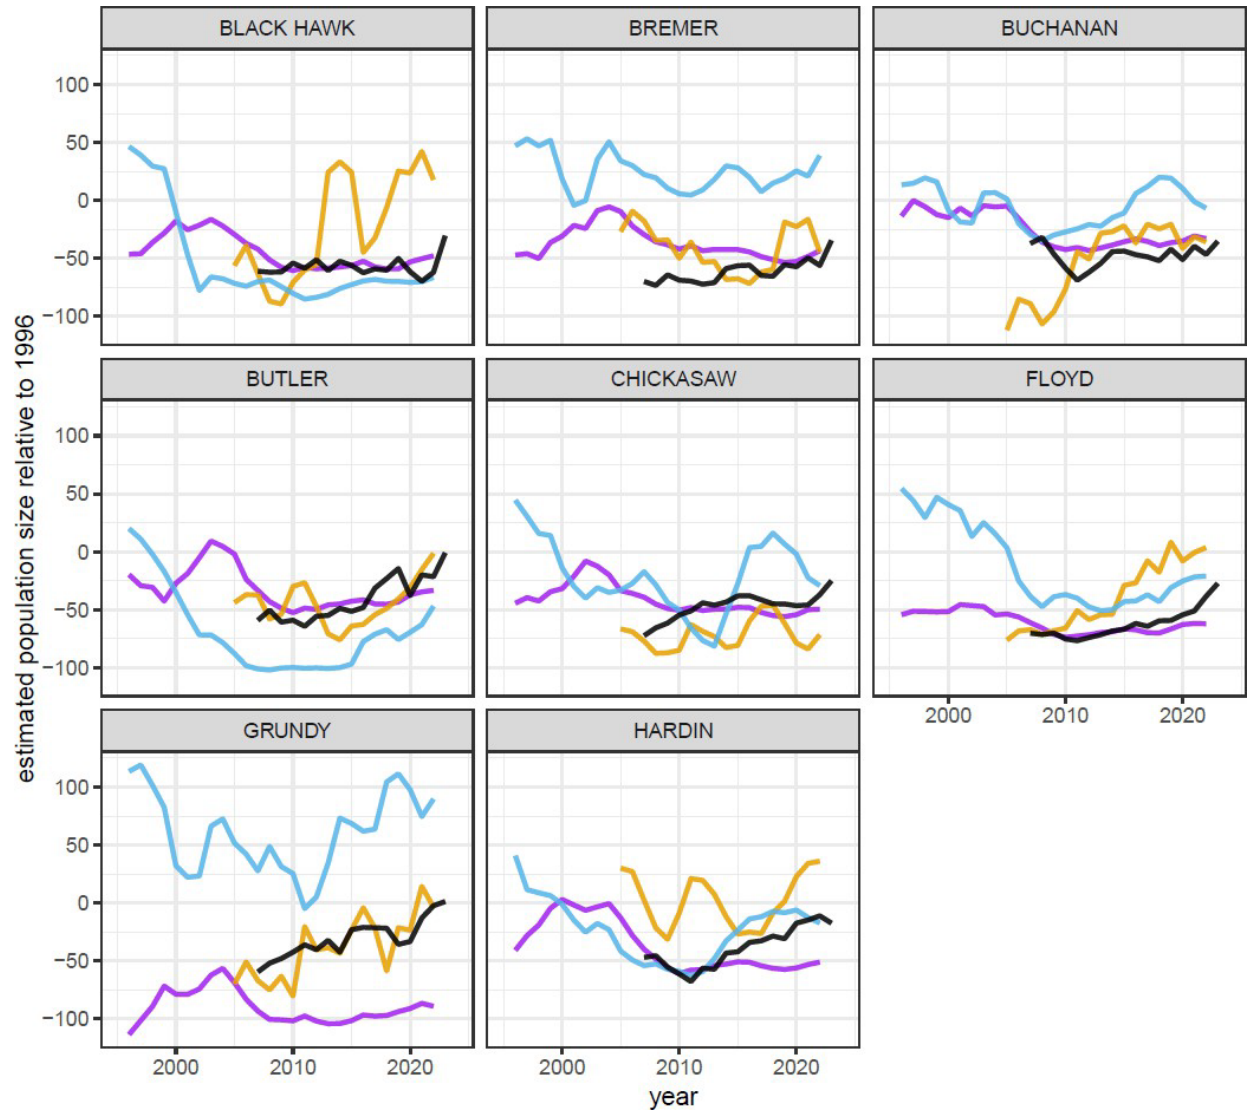 BLACK HAWK BREMER BUCHANAN
100
50
0
−50
−100
BUTLER CHICKASAW FLOYD
100
50
0
−50
−100
2000 2010 2020
GRUNDY HARDIN
100
50
0
−50
−100
2000 2010 2020 2000 2010 2020
year
estimated population size relative to 1996